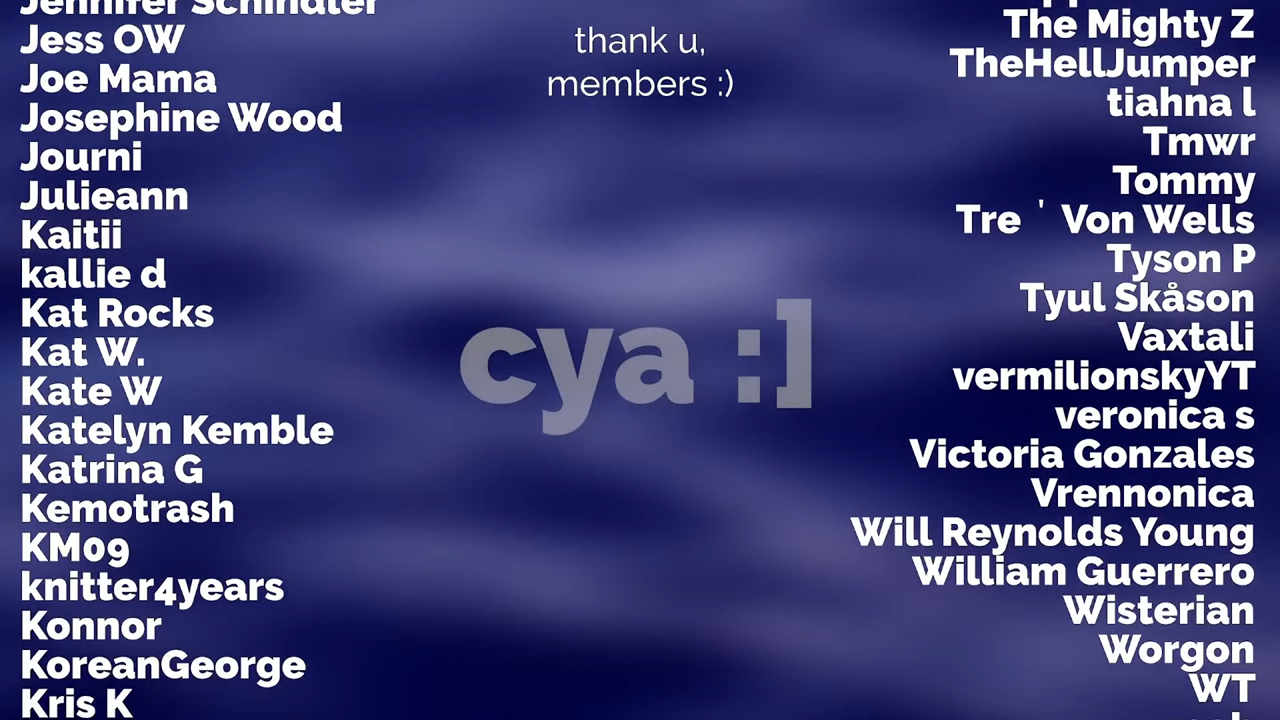 Jennifer Schindler
Jess OW
Joe Mama
Josephine Wood
Journi
Julieann
Kaitii
kallie d
Kat Rocks
Kat W.
Kate W
Katelyn Kemble
Katrina G
Kemotrash
KM09
knitter4years
Konnor
KoreanGeorge
Kris K
thank u,
members :)
cya :]
The Mighty Z
TheHellJumper
tiahna l
Tmwr
Tommy
Tre ' Von Wells
Tyson P
Tyul Skåson
Vaxtali
vermilionskyYT
veronica s
Victoria Gonzales
Vrennonica
Will Reynolds Young
William Guerrero
Wisterian
Worgon
WT